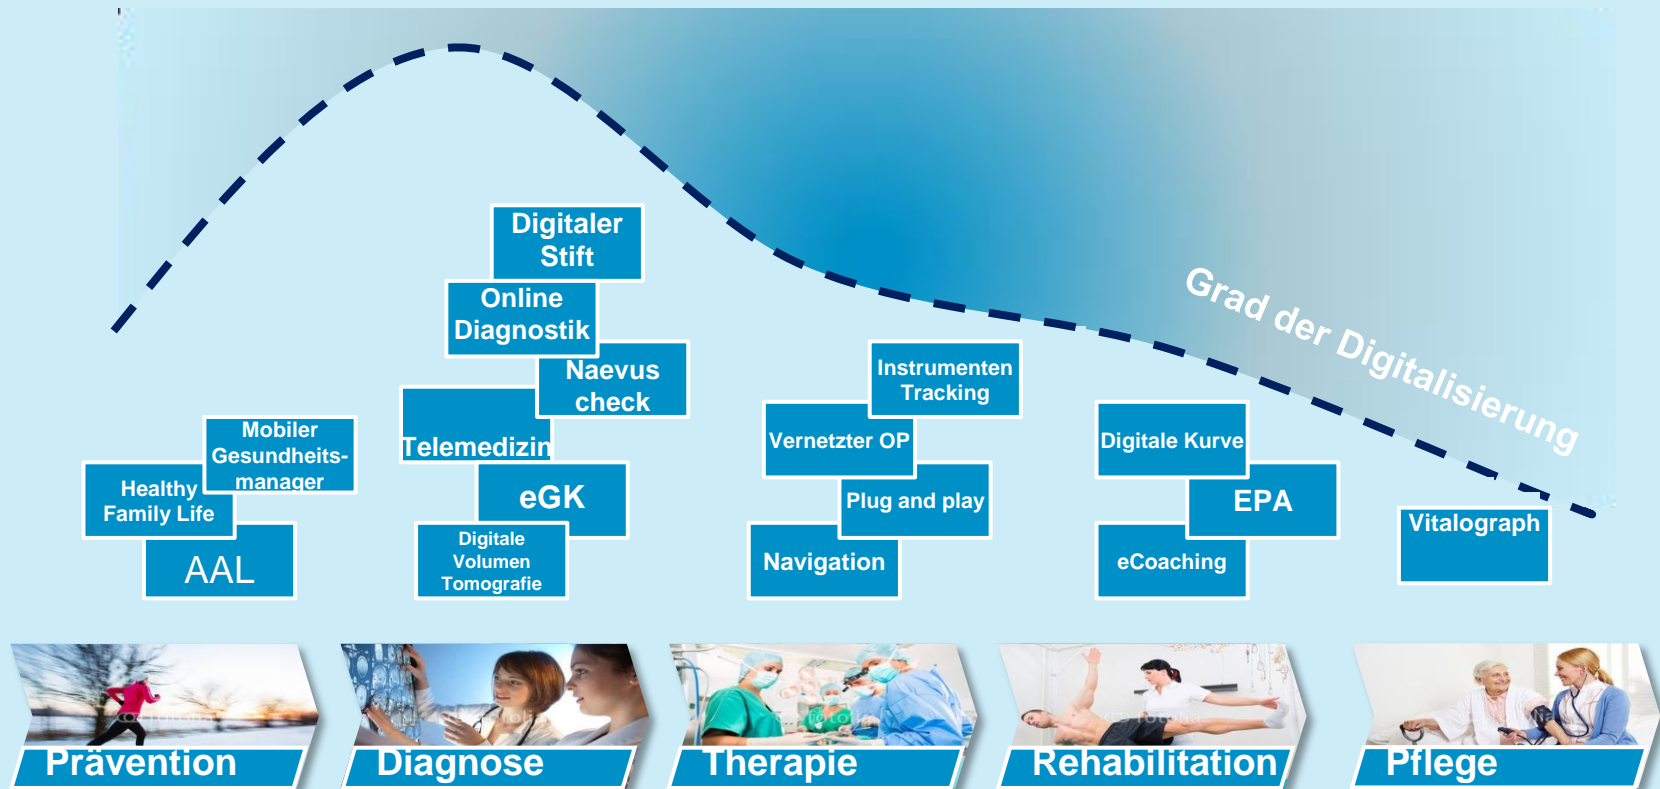 Digitaler
Stift
Online
Diagnostik
Naevus
check
Telemedizin
eGK
Digitale
Volumen
Tomografie
Mobiler
Gesundheits-
manager
Healthy
Family Life
AAL
Instrumenten
Tracking
Vernetzter OP
Plug and play
Navigation
Digitale Kurve
EPA
eCoaching
Vitalograph
Grad der Digitalisierung
Prävention
Diagnose
Therapie
Rehabilitation
Pflege